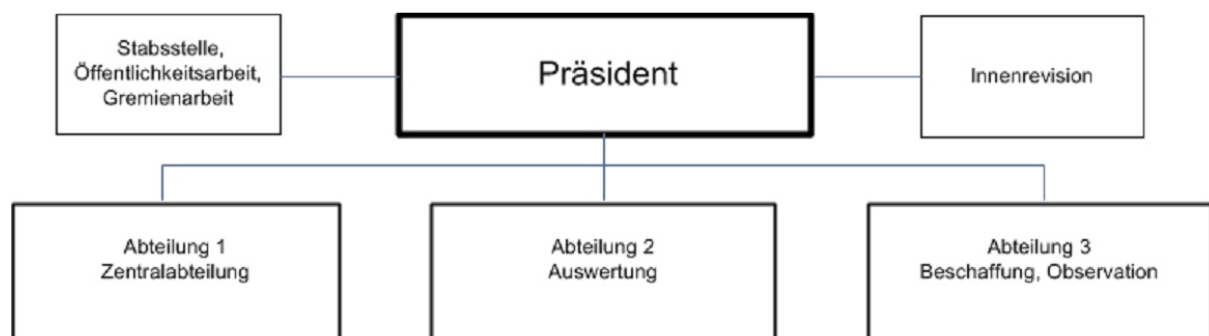 Stabsstelle,
Öffentlichkeitsarbeit,
Gremienarbeit
Präsident
Innenrevision
Abteilung 1
Zentralabteilung
Abteilung 2
Auswertung
Abteilung 3
Beschaffung, Observation